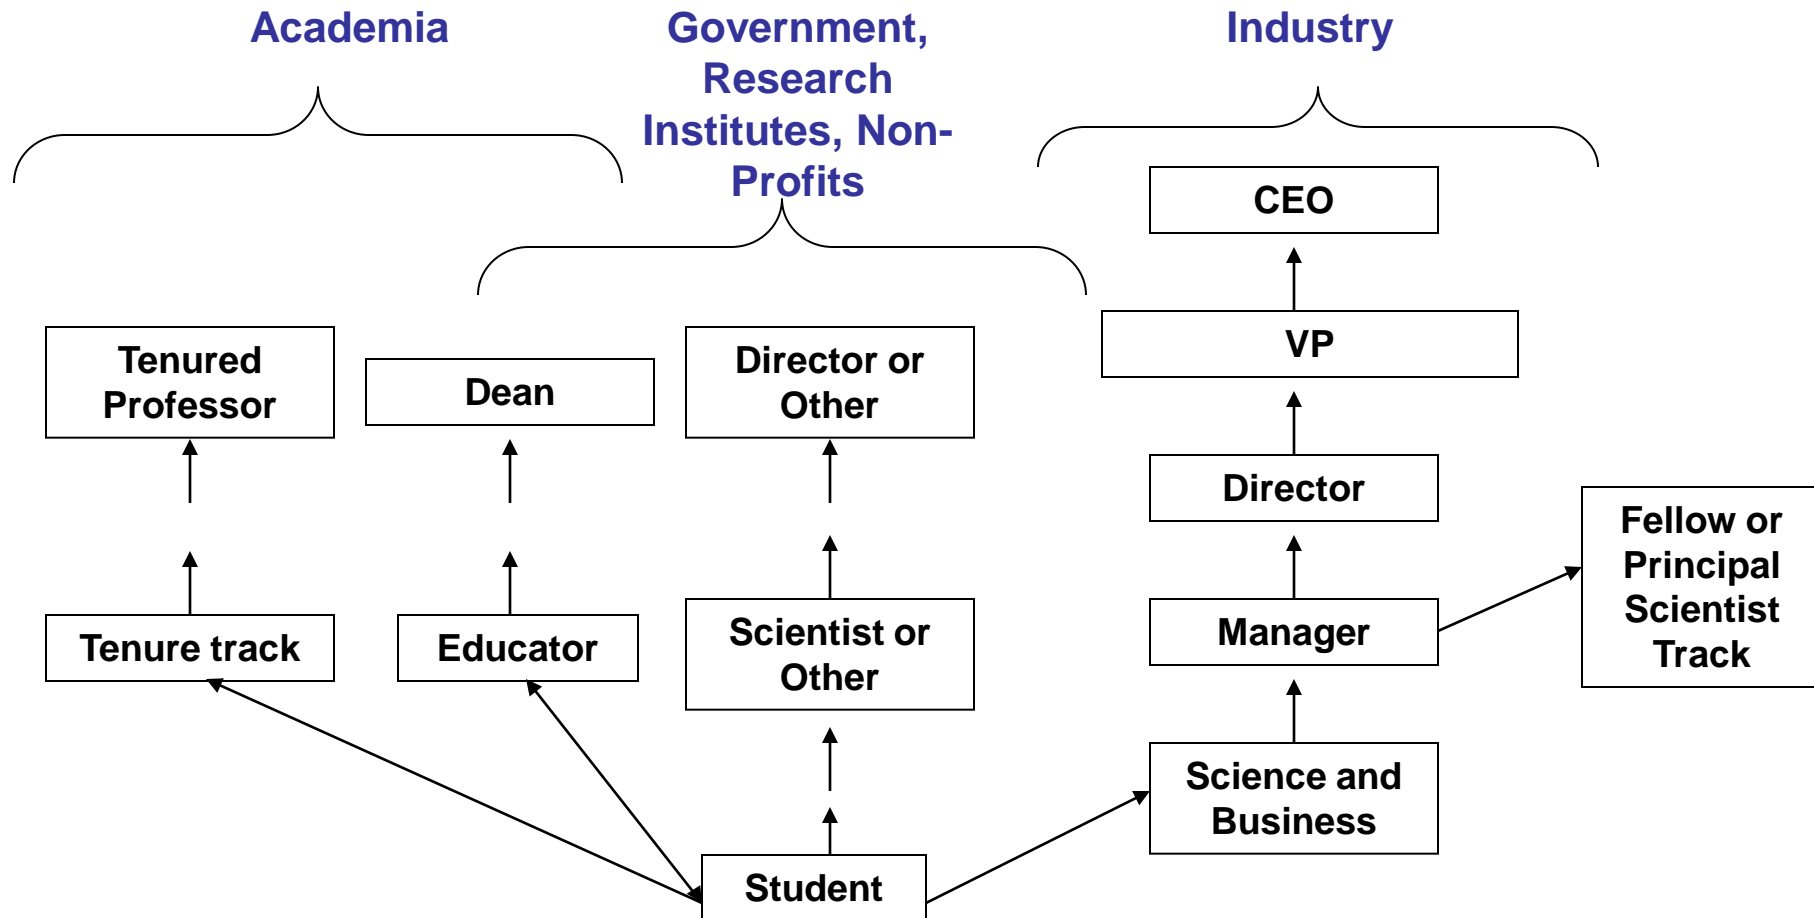 Academia
Government,
Research
Institutes, Non-
Profits
Industry
CEO
VP
Tenured
Professor
Dean
Director or
Other
Director
Fellow or
Principal
Scientist
Track
Tenure track
Educator
Scientist or
Other
Manager
Science and
Business
Student